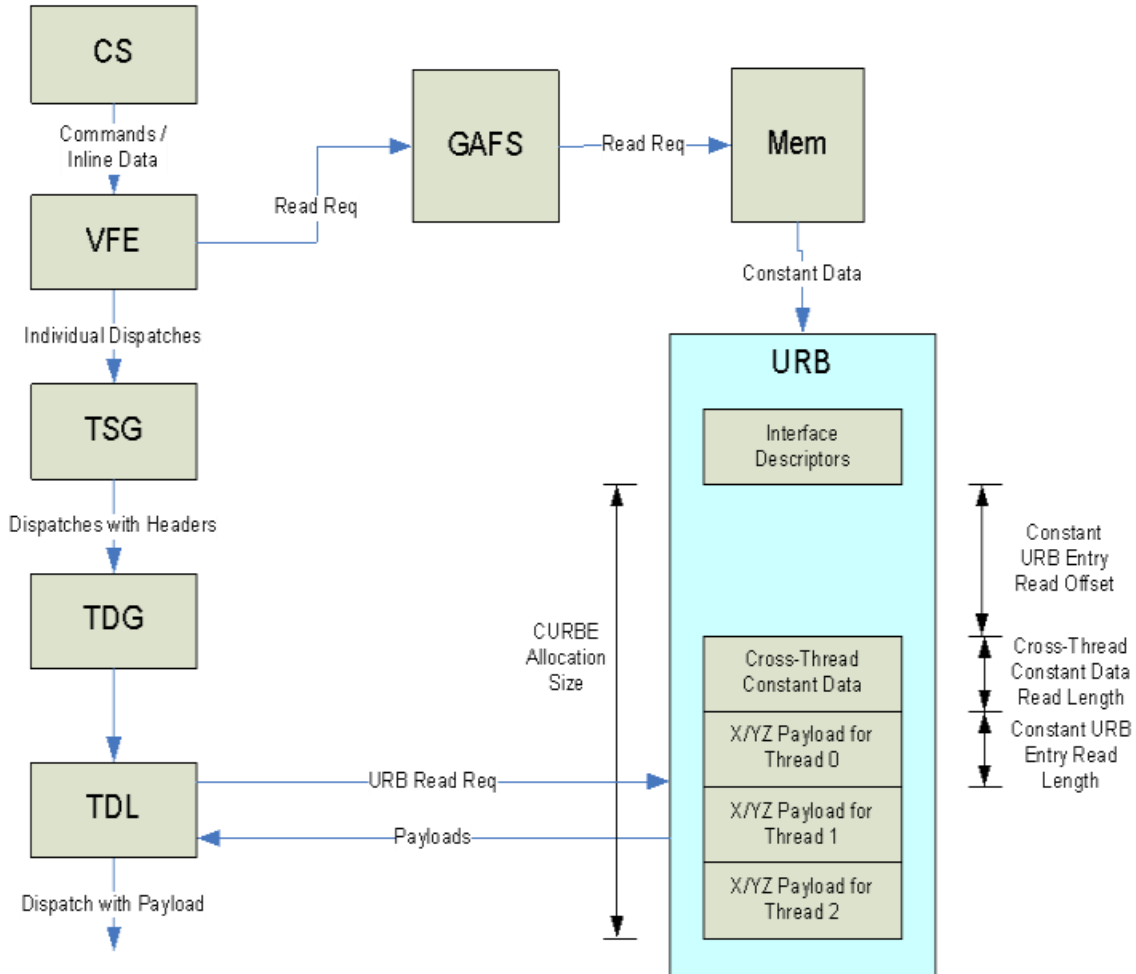 CS
Commands /
Inline Data
VFE
Read Req
GAFS
Read Req
Mem
Constant Data
Individual Dispatches
TSG
Dispatches with Headers
TDG
TDL
URB Read Req
Payloads
Dispatch with Payload
URB
Interface
Descriptors
CURBE
Allocation
Size
Cross-Thread
Constant Data
X/YZ Payload for
Thread 0
X/YZ Payload for
Thread 1
X/YZ Payload for
Thread 2
Constant
URB Entry
Read Offset
Cross-Thread
Constant Data
Read Length
Constant URB
Entry Read
Length